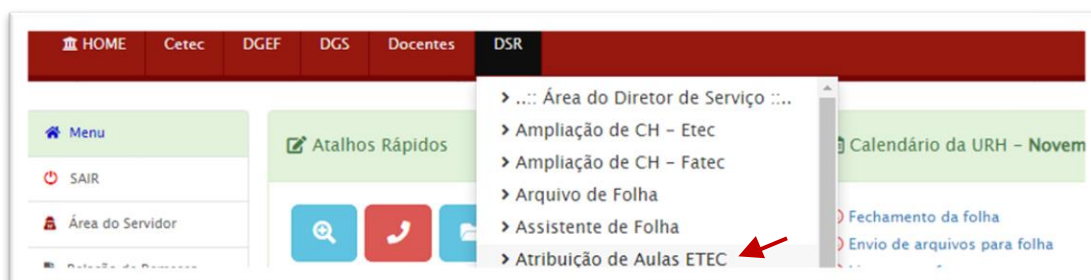 HOME Cetec DGEF DGS Docentes DSR
> ..:: Área do Diretor de Serviço ::..
> Ampliação de CH – Etec
> Ampliação de CH – Fatec
> Arquivo de Folha
> Assistente de Folha
> Atribuição de Aulas ETEC
Menu
SAIR
Área do Servidor
Atalhos Rápidos
Calendário da URH – Novem
Fechamento da folha
Envio de arquivos para folha